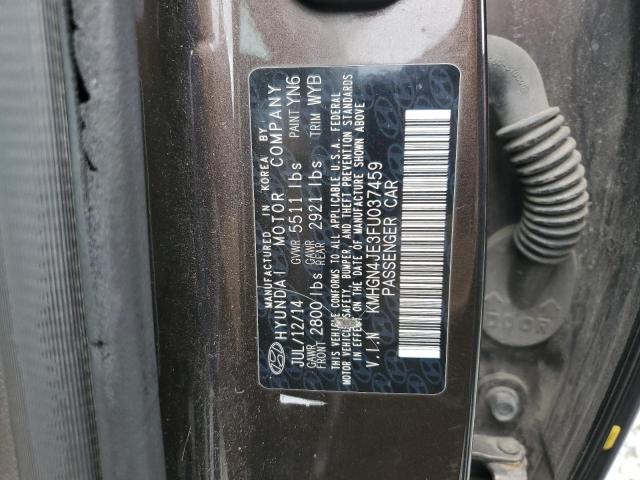 MANUFACTURED IN KOREA BY
HYUNDAI MOTOR COMPANY
JUL/12/14 GVWR 5511 lbs PAINT YN6
GAWR FRONT 2800 lbs GAWR REAR 2921 lbs TRIM WYB
THIS VEHICLE CONFORMS TO ALL APPLICABLE U.S.A. FEDERAL
MOTOR VEHICLE SAFETY, BUMPER, AND THEFT PREVENTION STANDARDS
IN EFFECT ON THE DATE OF MANUFACTURE SHOWN ABOVE
V.I.N KMHGN4JE3FU037459
PASSENGER CAR
DOOR